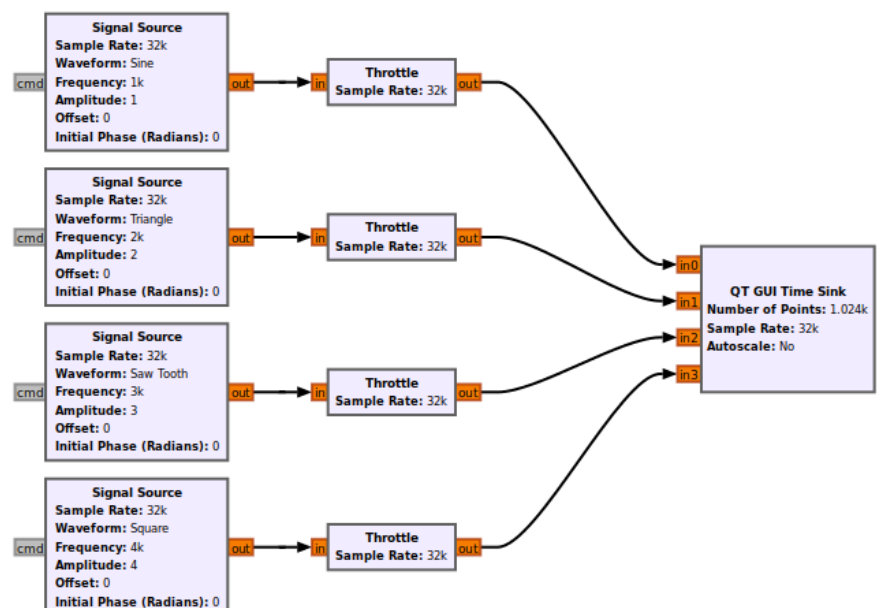 Signal Source
Sample Rate: 32k
Waveform: Sine
Frequency: 1k
Amplitude: 1
Offset: 0
Initial Phase (Radians): 0
cmd
out
in
Throttle
Sample Rate: 32k
out
Signal Source
Sample Rate: 32k
Waveform: Triangle
Frequency: 2k
Amplitude: 2
Offset: 0
Initial Phase (Radians): 0
cmd
out
in
Throttle
Sample Rate: 32k
out
Signal Source
Sample Rate: 32k
Waveform: Saw Tooth
Frequency: 3k
Amplitude: 3
Offset: 0
Initial Phase (Radians): 0
cmd
out
in
Throttle
Sample Rate: 32k
out
Signal Source
Sample Rate: 32k
Waveform: Square
Frequency: 4k
Amplitude: 4
Offset: 0
Initial Phase (Radians): 0
cmd
out
in
Throttle
Sample Rate: 32k
out
in0
in1
in2
in3
QT GUI Time Sink
Number of Points: 1.024k
Sample Rate: 32k
Autoscale: No